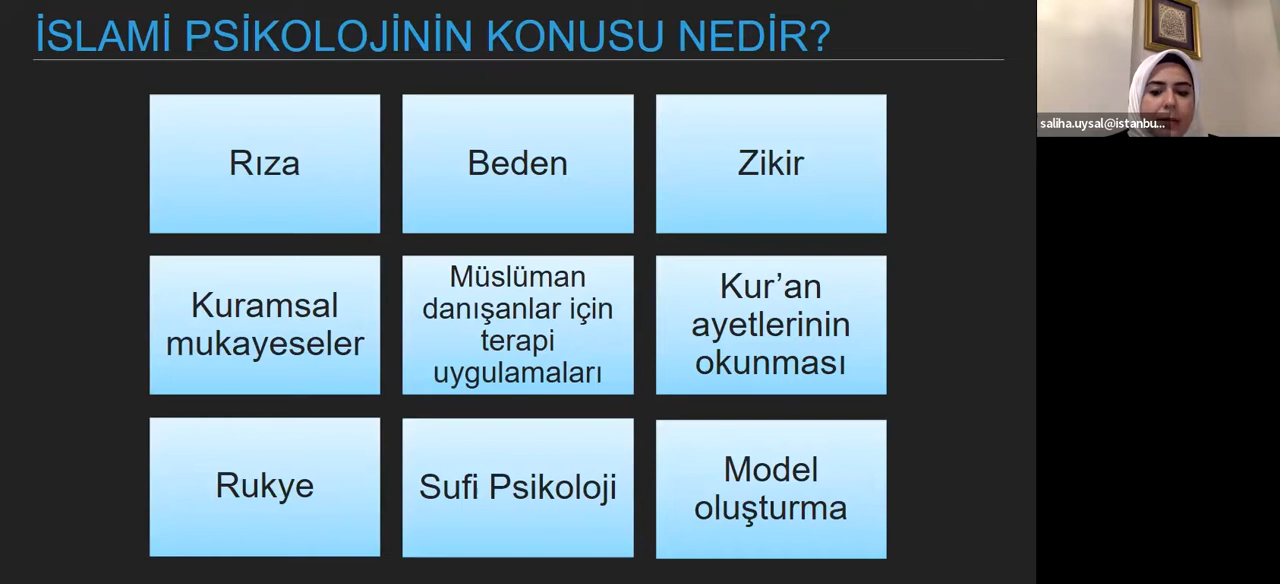 İSLAMİ PSİKOLOJİNİN KONUSU NEDİR?
Rıza
Beden
Zikir
Kuramsal
mukayeseler
Müslüman
danışanlar için
terapi
uygulamaları
Kur’an
ayetlerinin
okunması
Rukye
Sufi Psikoloji
Model
oluşturma
saliha.uysal@istanbu...